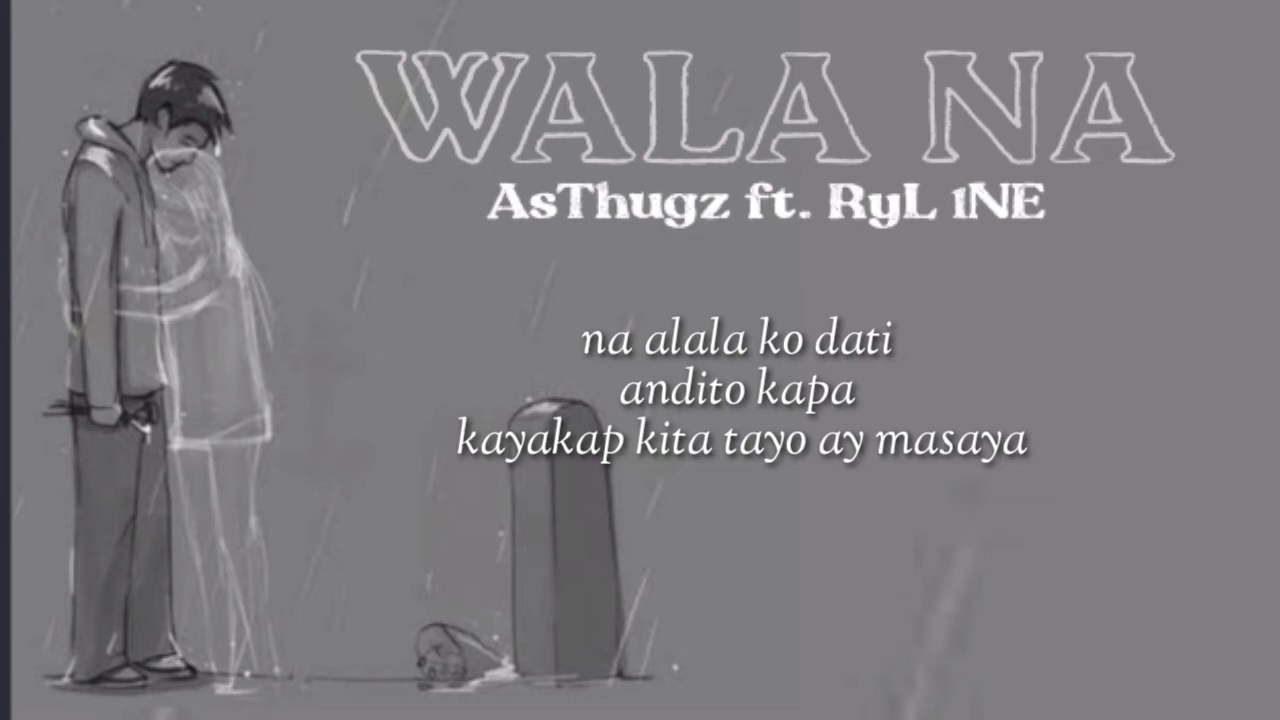 WALA NA
AsThugz ft. RyL 1NE
na alala ko dati
andito kapa
kayakap kita tayo ay masaya